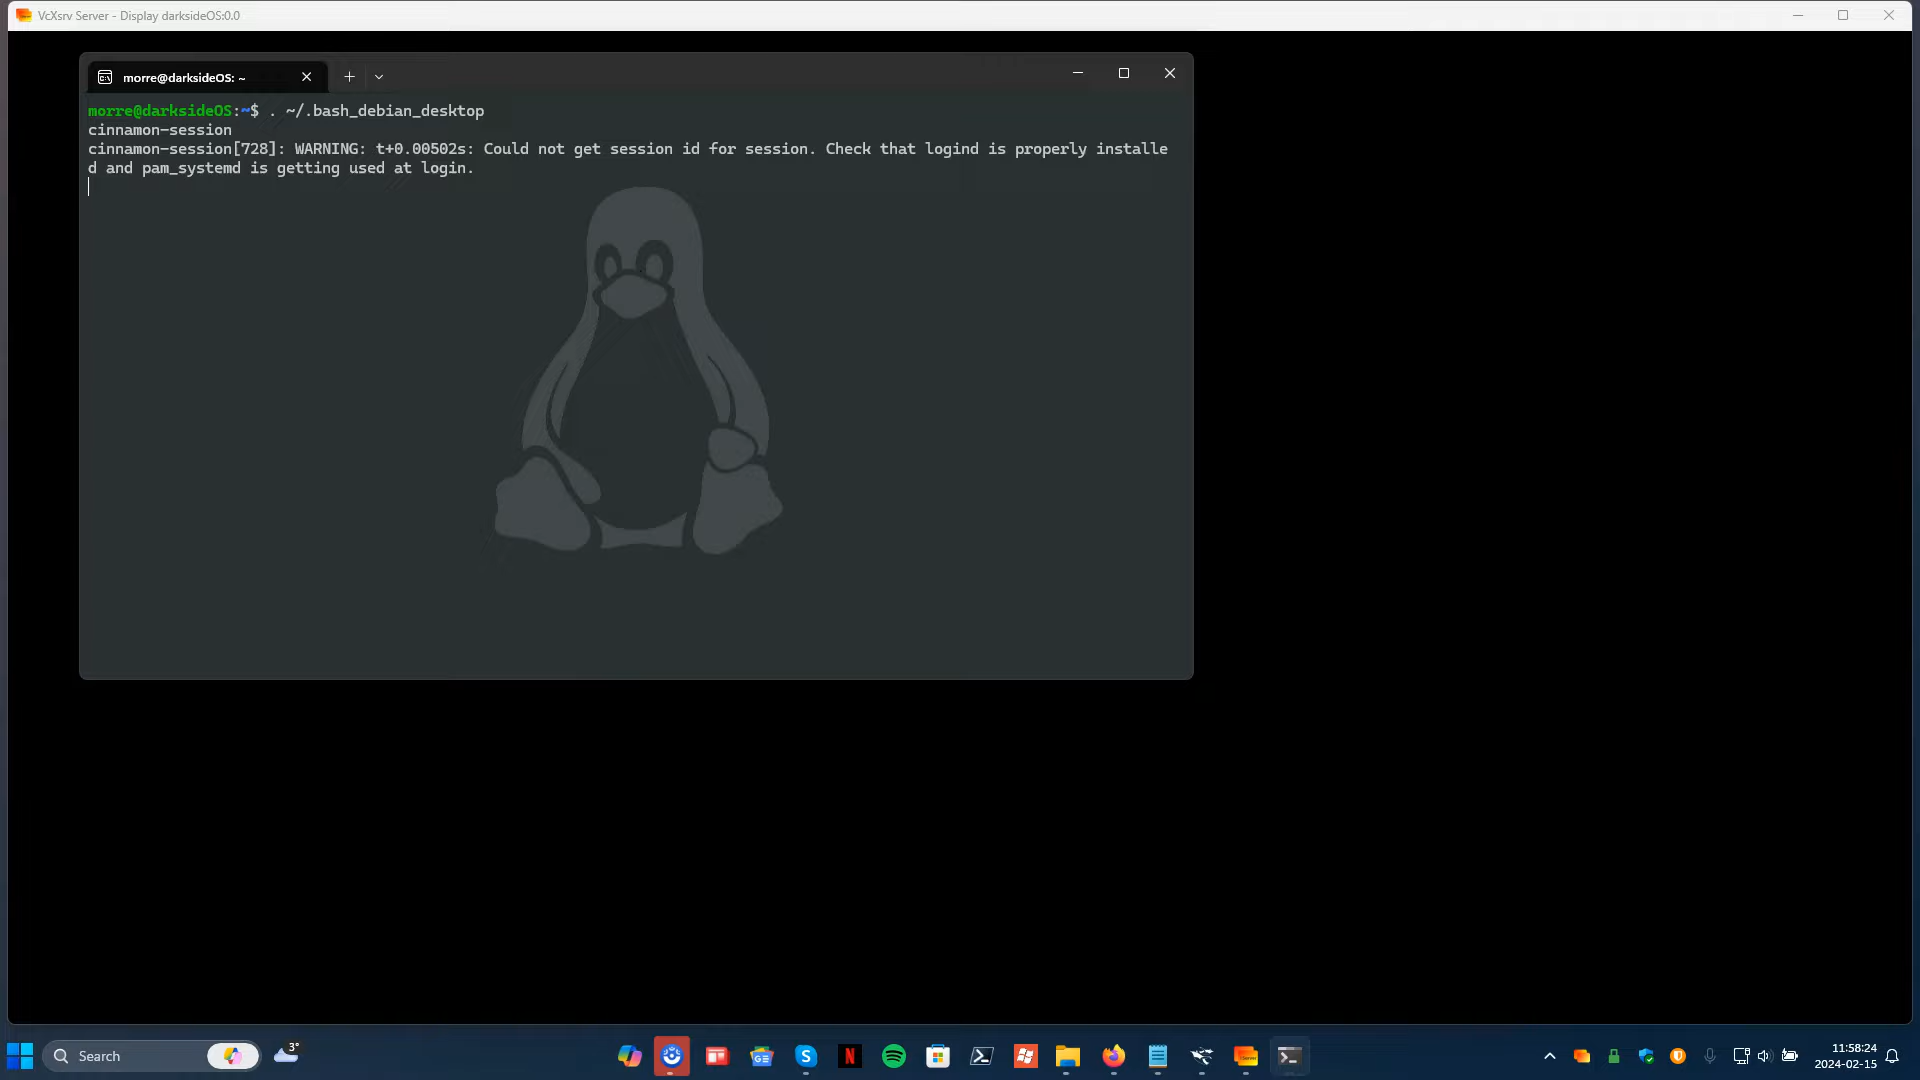 VcXsrv Server - Display darksideOS:0.0
morre@darksideOS: ~
morre@darksideOS:~$ . ~/.bash_debian_desktop
cinnamon-session
cinnamon-session[728]: WARNING: t+0.00502s: Could not get session id for session. Check that logind is properly installe
d and pam_systemd is getting used at login.
Search
3°
11:58:24
2024-02-15